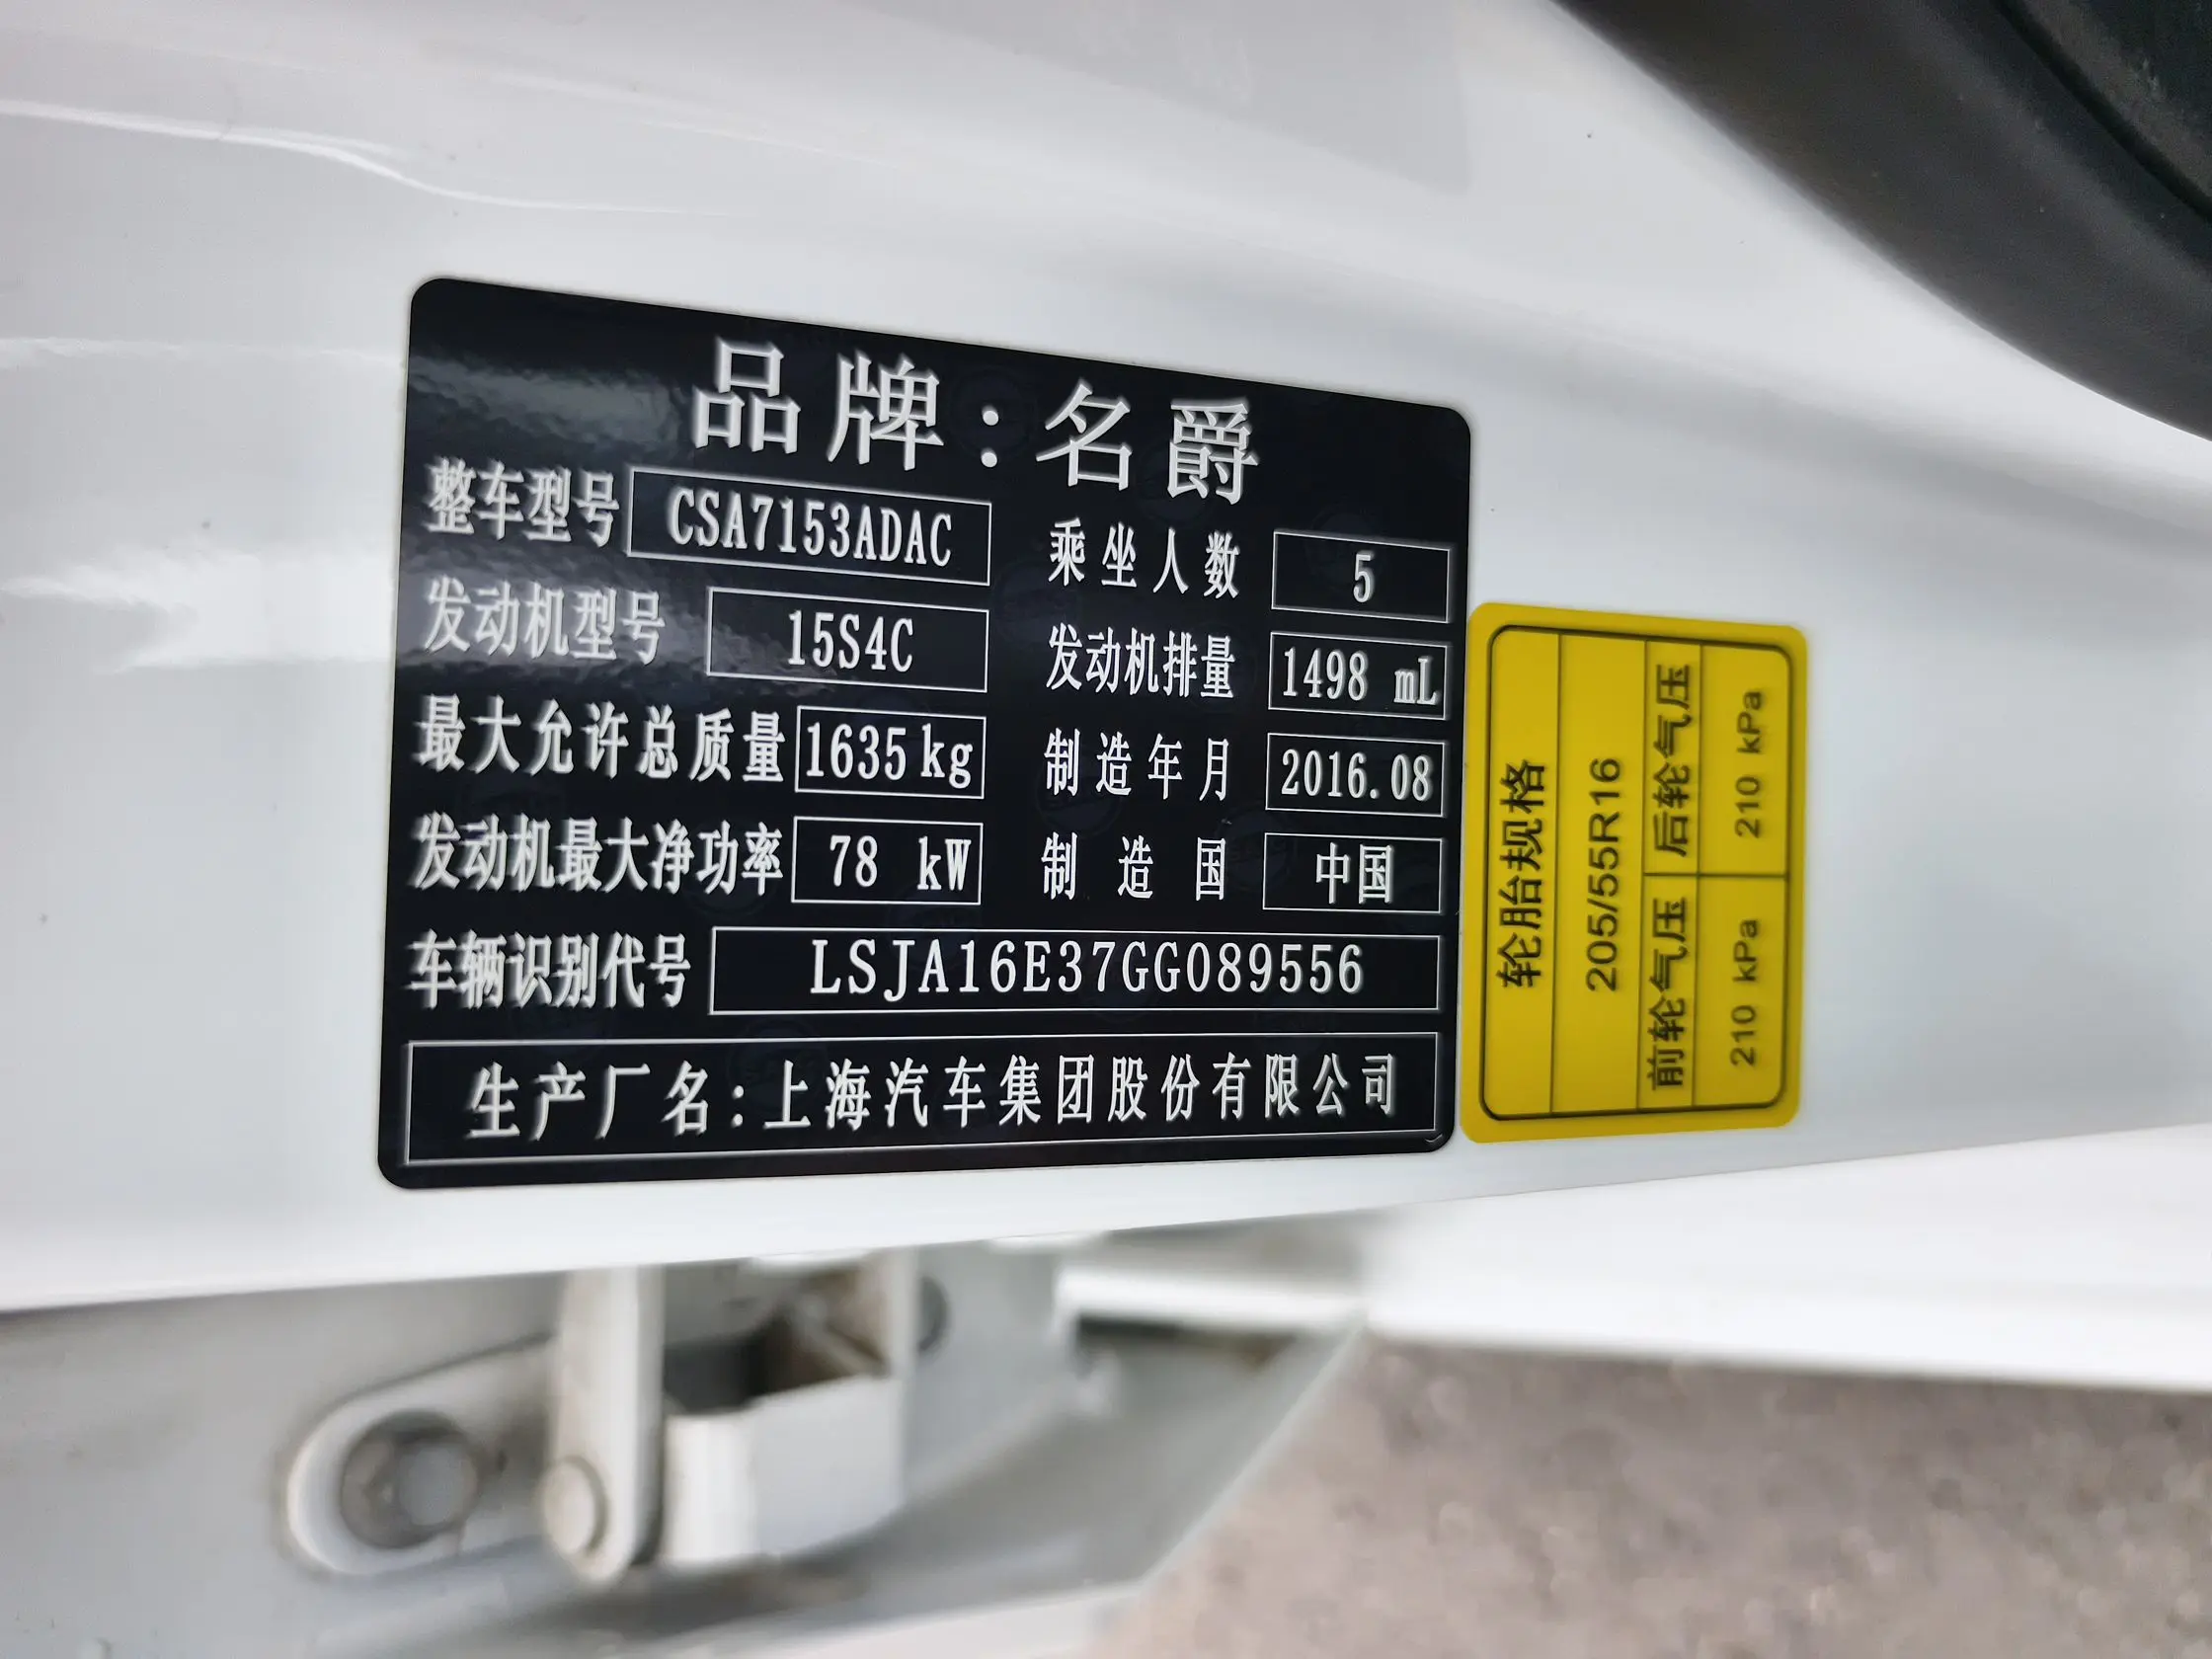 品牌:名爵
整车型号 CSA7153ADAC 乘坐人数 5
发动机型号 15S4C 发动机排量 1498 mL
最大允许总质量 1635kg 制造年月 2016.08
发动机最大净功率 78 kW 制造国 中国
车辆识别代号 LSJA16E37GG089556
生产厂名:上海汽车集团股份有限公司
轮胎规格
205/55R16
前轮气压 后轮气压
210 kPa 210 kPa